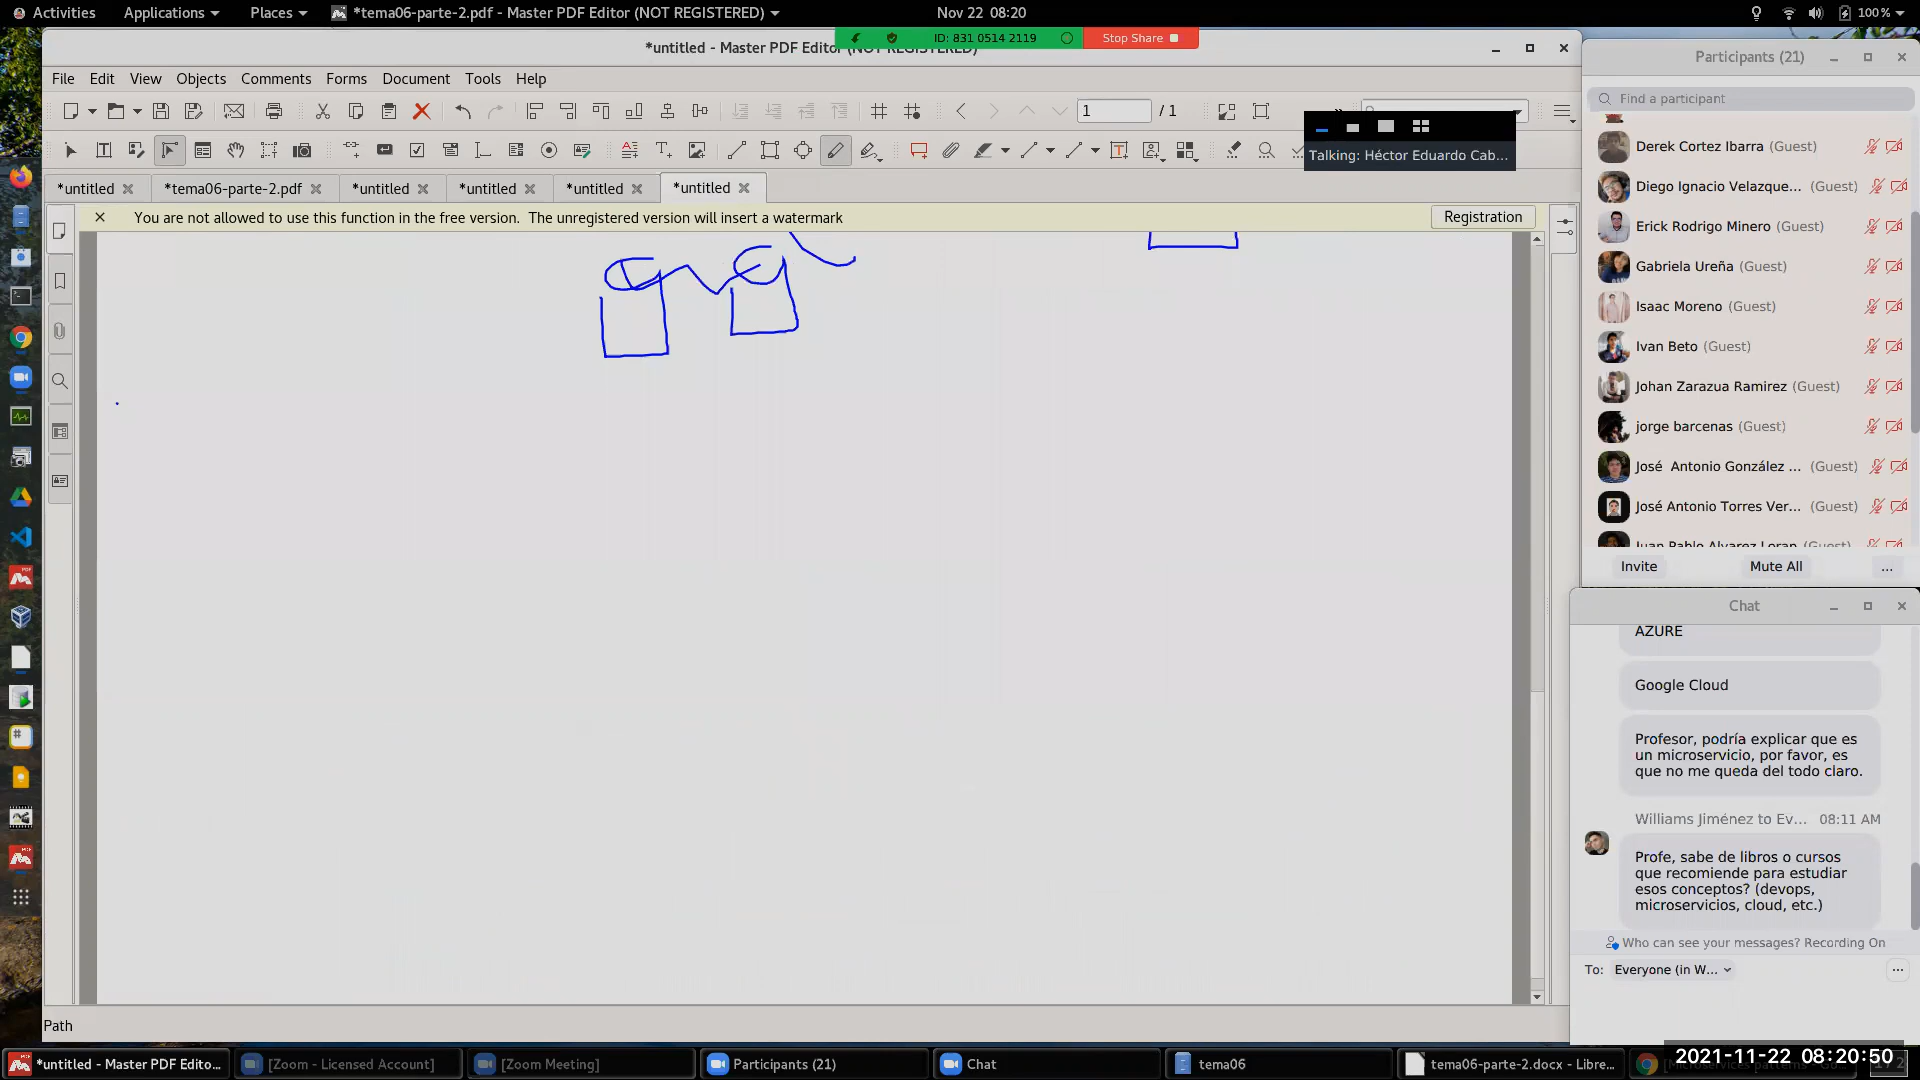 Activities Applications Places *tema06-parte-2.pdf - Master PDF Editor (NOT REGISTERED) Nov 22 08:20 100%
*untitled - Master PDF Editor (NOT REGISTERED)
ID: 831 0514 2119 Stop Share
File Edit View Objects Comments Forms Document Tools Help
1 / 1
Talking: Héctor Eduardo Cab...
*untitled *tema06-parte-2.pdf *untitled *untitled *untitled *untitled
You are not allowed to use this function in the free version. The unregistered version will insert a watermark Registration
Path
Participants (21)
Find a participant
Derek Cortez Ibarra (Guest)
Diego Ignacio Velazque... (Guest)
Erick Rodrigo Minero (Guest)
Gabriela Ureña (Guest)
Isaac Moreno (Guest)
Ivan Beto (Guest)
Johan Zarazua Ramirez (Guest)
jorge barcenas (Guest)
José Antonio González ... (Guest)
José Antonio Torres Ver... (Guest)
Juan Pablo Alvarez Loran (Guest)
Invite Mute All ...
Chat
AZURE
Google Cloud
Profesor, podría explicar que es
un microservicio, por favor, es
que no me queda del todo claro.
Williams Jiménez to Ev... 08:11 AM
Profe, sabe de libros o cursos
que recomiende para estudiar
esos conceptos? (devops,
microservicios, cloud, etc.)
Who can see your messages? Recording On
To: Everyone (in W...
*untitled - Master PDF Edito... [Zoom - Licensed Account] [Zoom Meeting] Participants (21) Chat tema06 tema06-parte-2.docx - Libre...
2021-11-22 08:20:50